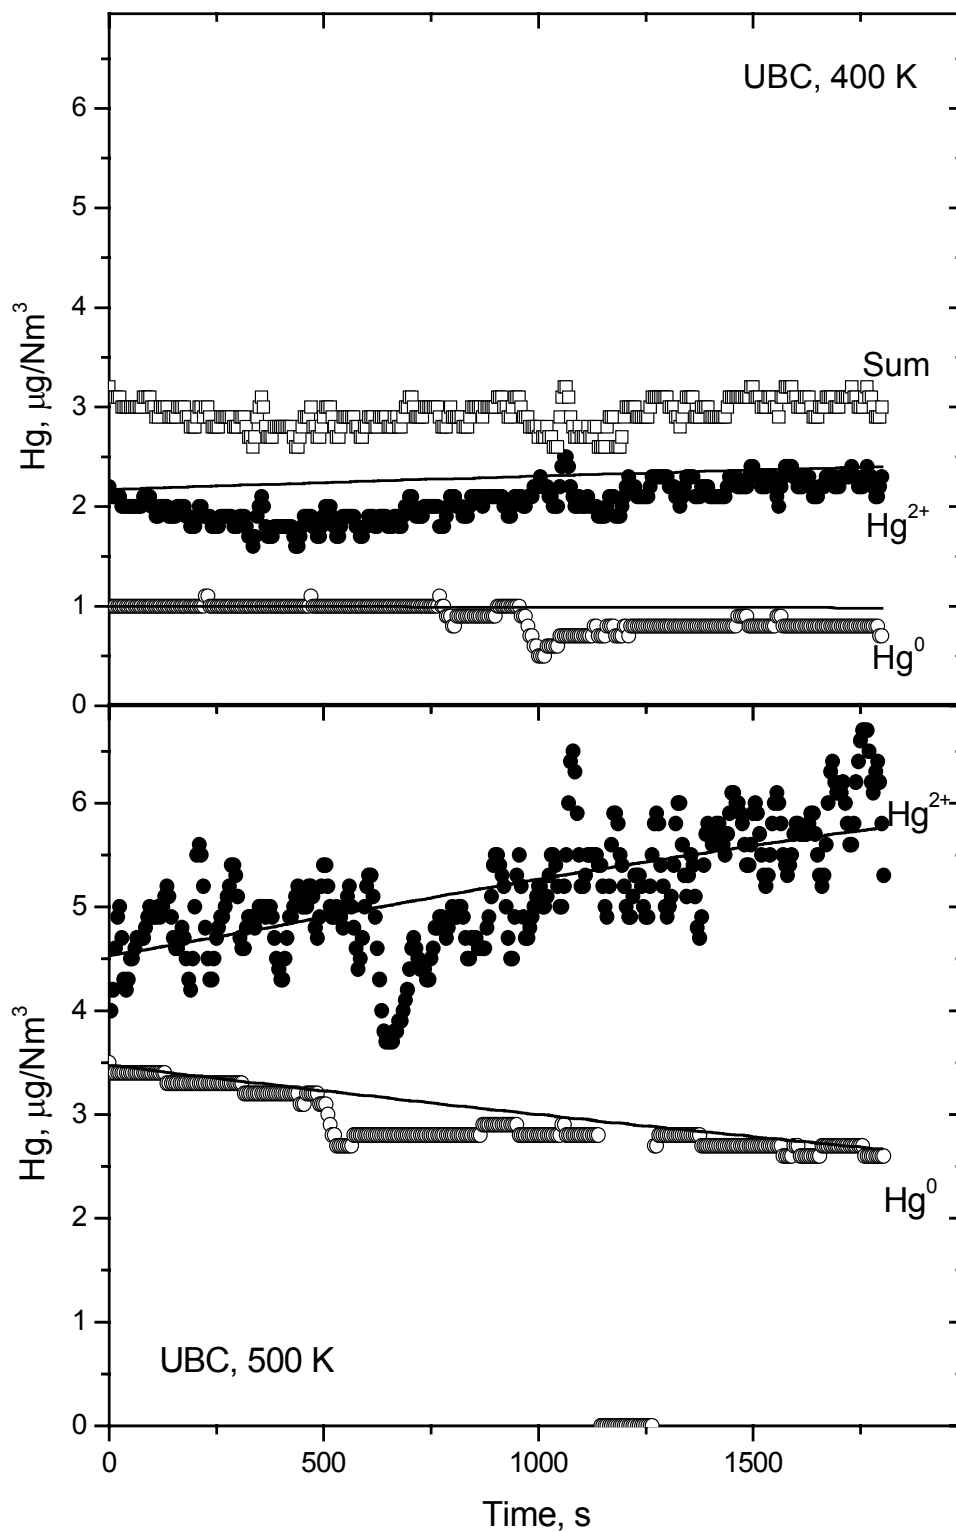 UBC, 400 K
6
5
4
3
2
1
0
Hg, μg/Nm³
Sum
Hg²⁺
Hg⁰
6
5
4
3
2
1
0
Hg, μg/Nm³
Hg²⁺
Hg⁰
UBC, 500 K
0 500 1000 1500
Time, s